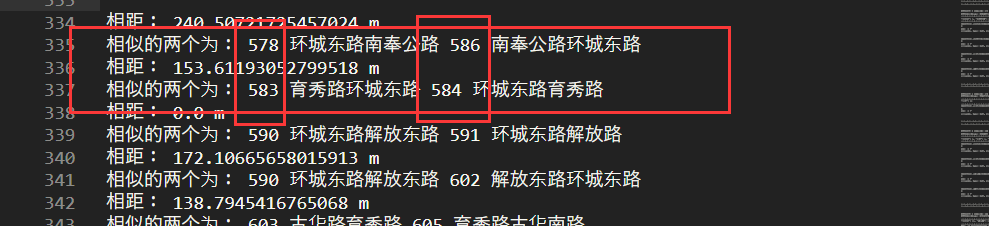 334 相距： 240.50721725457024 m
335 相似的两个为： 578 环城东路南奉公路 586 南奉公路环城东路
336 相距： 153.61193052799518 m
337 相似的两个为： 583 育秀路环城东路 584 环城东路育秀路
338 相距： 0.0 m
339 相似的两个为： 590 环城东路解放东路 591 环城东路解放路
340 相距： 172.10665658015913 m
341 相似的两个为： 590 环城东路解放东路 602 解放东路环城东路
342 相距： 138.7945416765068 m
343 相似的两个为： 603 古华路育秀路 605 育秀路古华南路